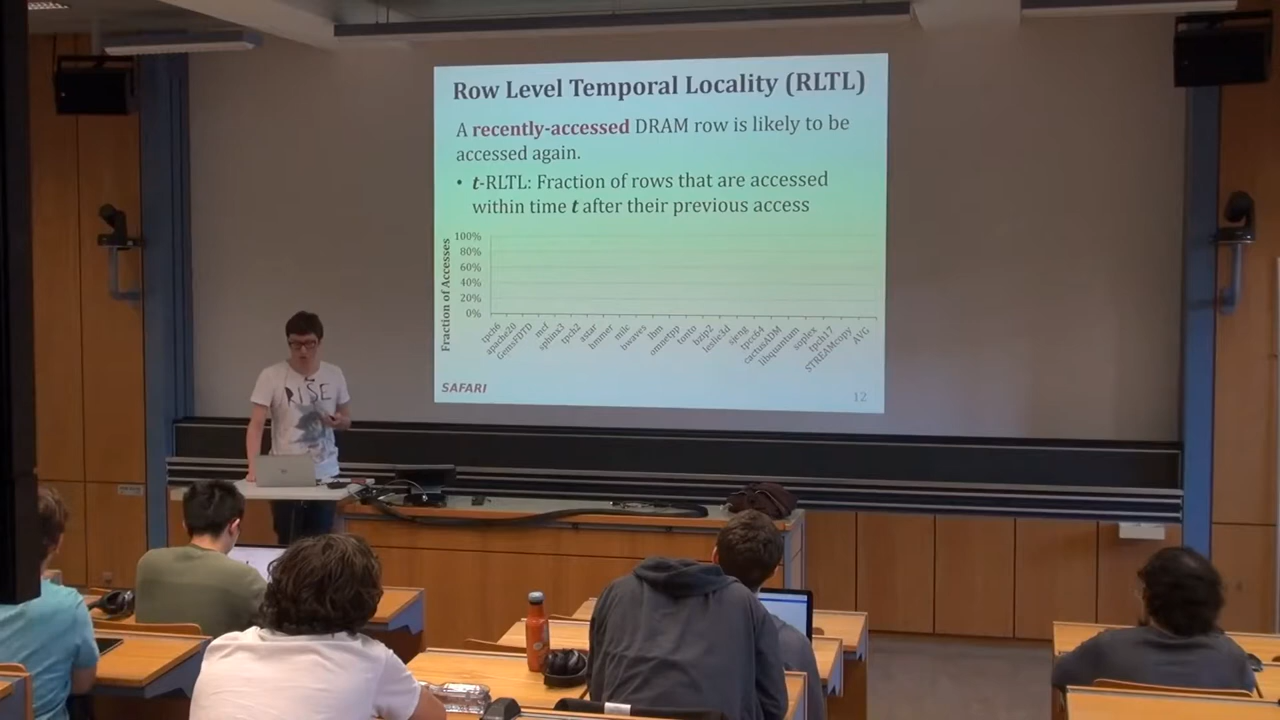 Row Level Temporal Locality (RLTL)
A recently-accessed DRAM row is likely to be
accessed again.
• t-RLTL: Fraction of rows that are accessed
within time t after their previous access
Fraction of Accesses
100%
80%
60%
40%
20%
0%
tpch6
apache20
GemsFDTD
mcf
sphinx3
tpch2
astar
hmmer
milc
bwaves
lbm
omnetpp
tonto
bzip2
leslie3d
sjeng
tpcc64
cactusADM
libquantum
soplex
tpch17
STREAMcopy
AVG
SAFARI
12
RISE